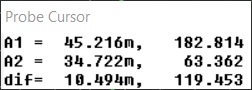 Probe Cursor
A1 = 45.216m, 182.814
A2 = 34.722m, 63.362
dif= 10.494m, 119.453